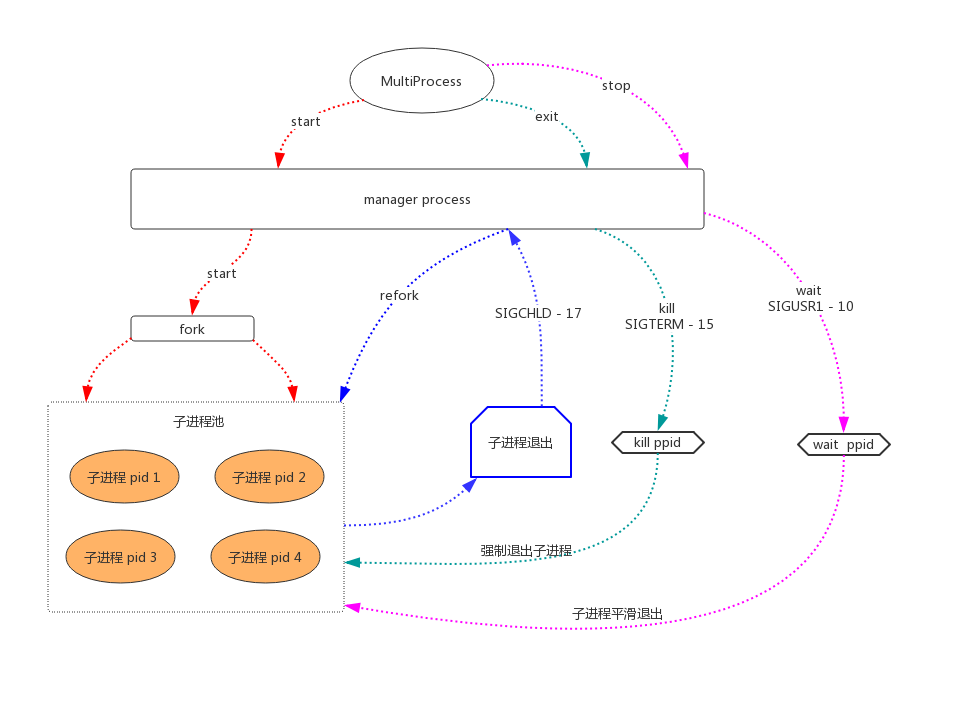 MultiProcess
stop
start
exit
manager process
start
refork
wait
SIGUSR1 - 10
kill
SIGTERM - 15
SIGCHLD - 17
fork
子进程池
子进程退出
kill ppid
wait  ppid
子进程 pid 1
子进程 pid 2
子进程 pid 3
子进程 pid 4
强制退出子进程
子进程平滑退出